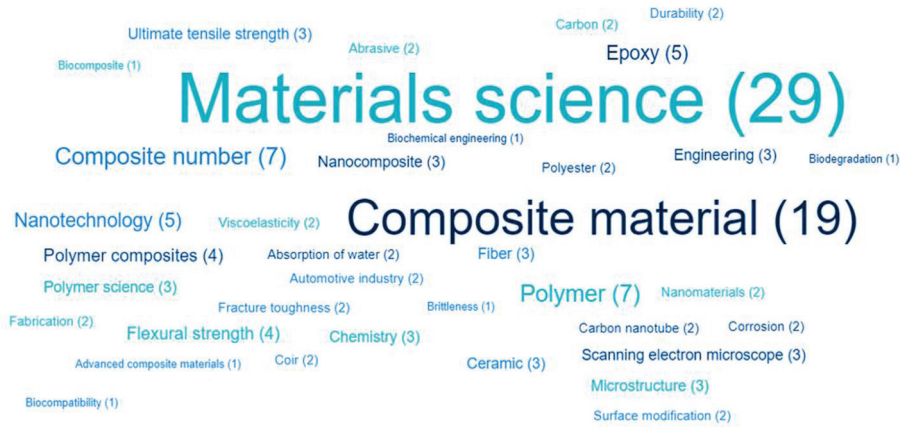 Durability (2)
Carbon (2)
Ultimate tensile strength (3)
Abrasive (2)
Epoxy (5)
Biocomposite (1)
Materials science (29)
Biochemical engineering (1)
Composite number (7)
Nanocomposite (3)
Polyester (2)
Engineering (3)
Biodegradation (1)
Nanotechnology (5)
Viscoelasticity (2)
Composite material (19)
Polymer composites (4)
Absorption of water (2)
Fiber (3)
Polymer science (3)
Automotive industry (2)
Polymer (7)
Nanomaterials (2)
Fracture toughness (2)
Brittleness (1)
Fabrication (2)
Flexural strength (4)
Chemistry (3)
Carbon nanotube (2)
Corrosion (2)
Advanced composite materials (1)
Coir (2)
Ceramic (3)
Scanning electron microscope (3)
Microstructure (3)
Biocompatibility (1)
Surface modification (2)